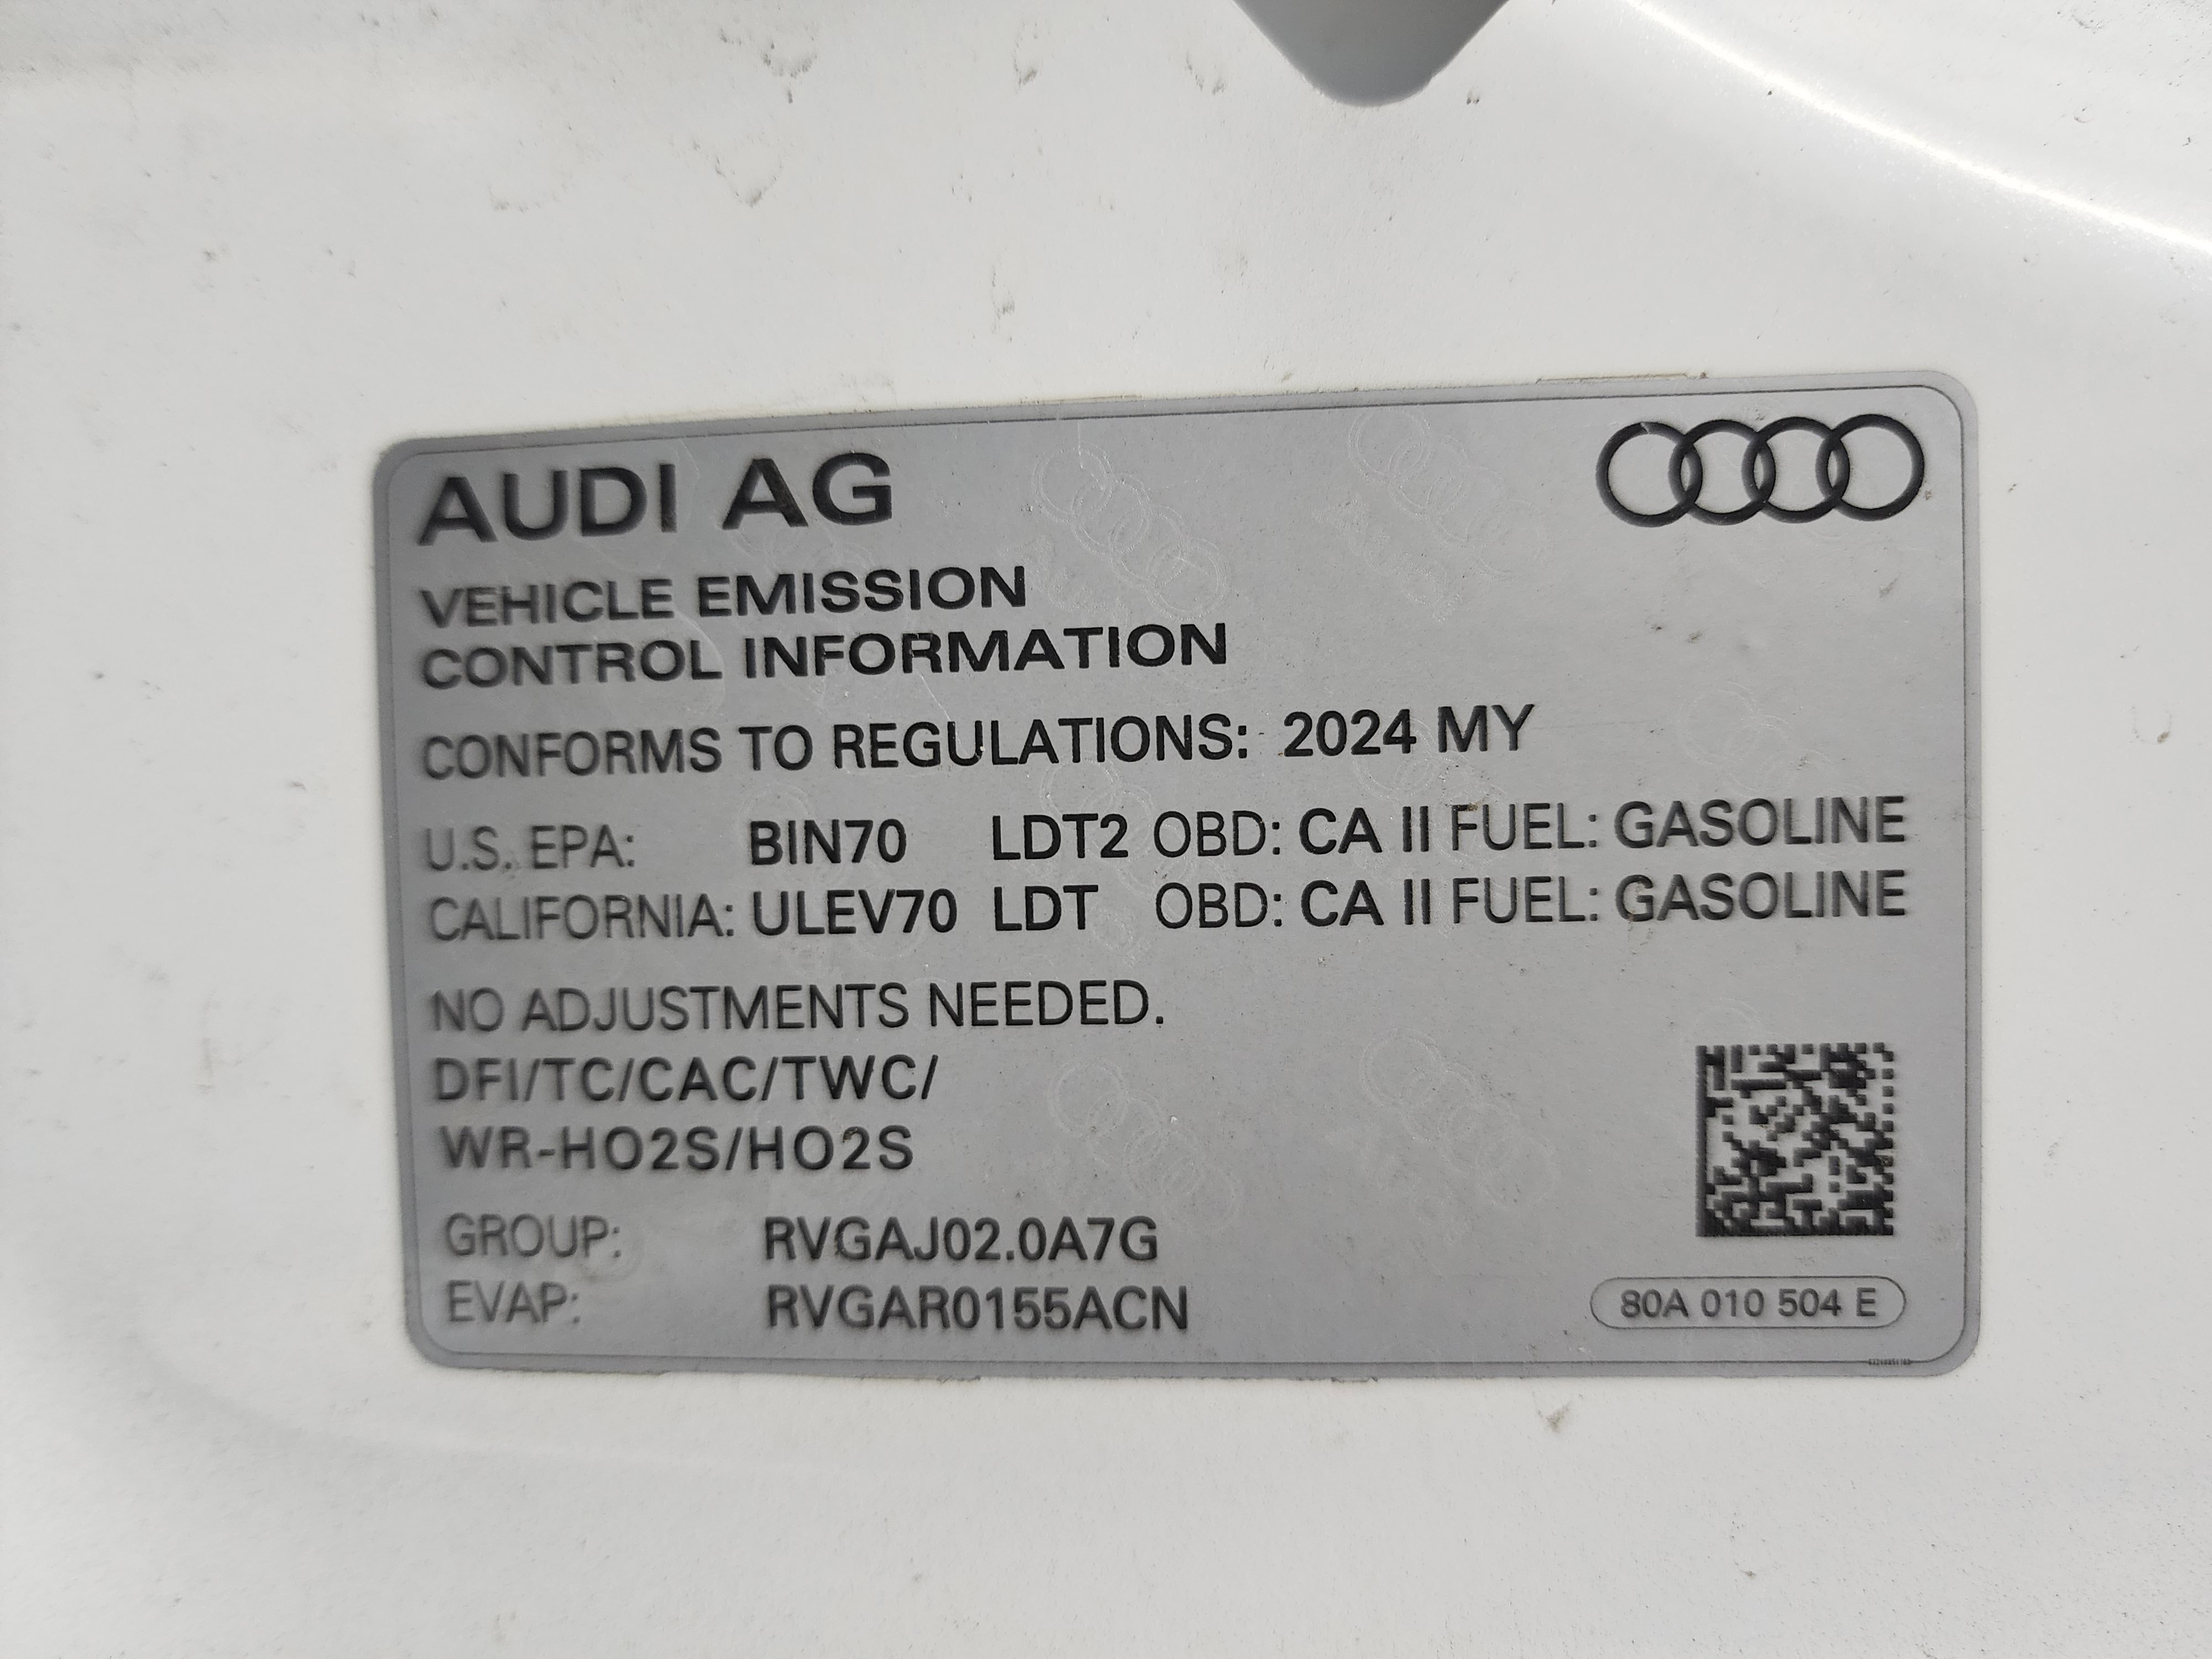 AUDI AG
VEHICLE EMISSION
CONTROL INFORMATION
CONFORMS TO REGULATIONS: 2024 MY
U.S. EPA: BIN70 LDT2 OBD: CA II FUEL: GASOLINE
CALIFORNIA: ULEV70 LDT OBD: CA II FUEL: GASOLINE
NO ADJUSTMENTS NEEDED.
DFI/TC/CAC/TWC/
WR-HO2S/HO2S
GROUP: RVGAJ02.0A7G
EVAP: RVGAR0155ACN
80A 010 504 E